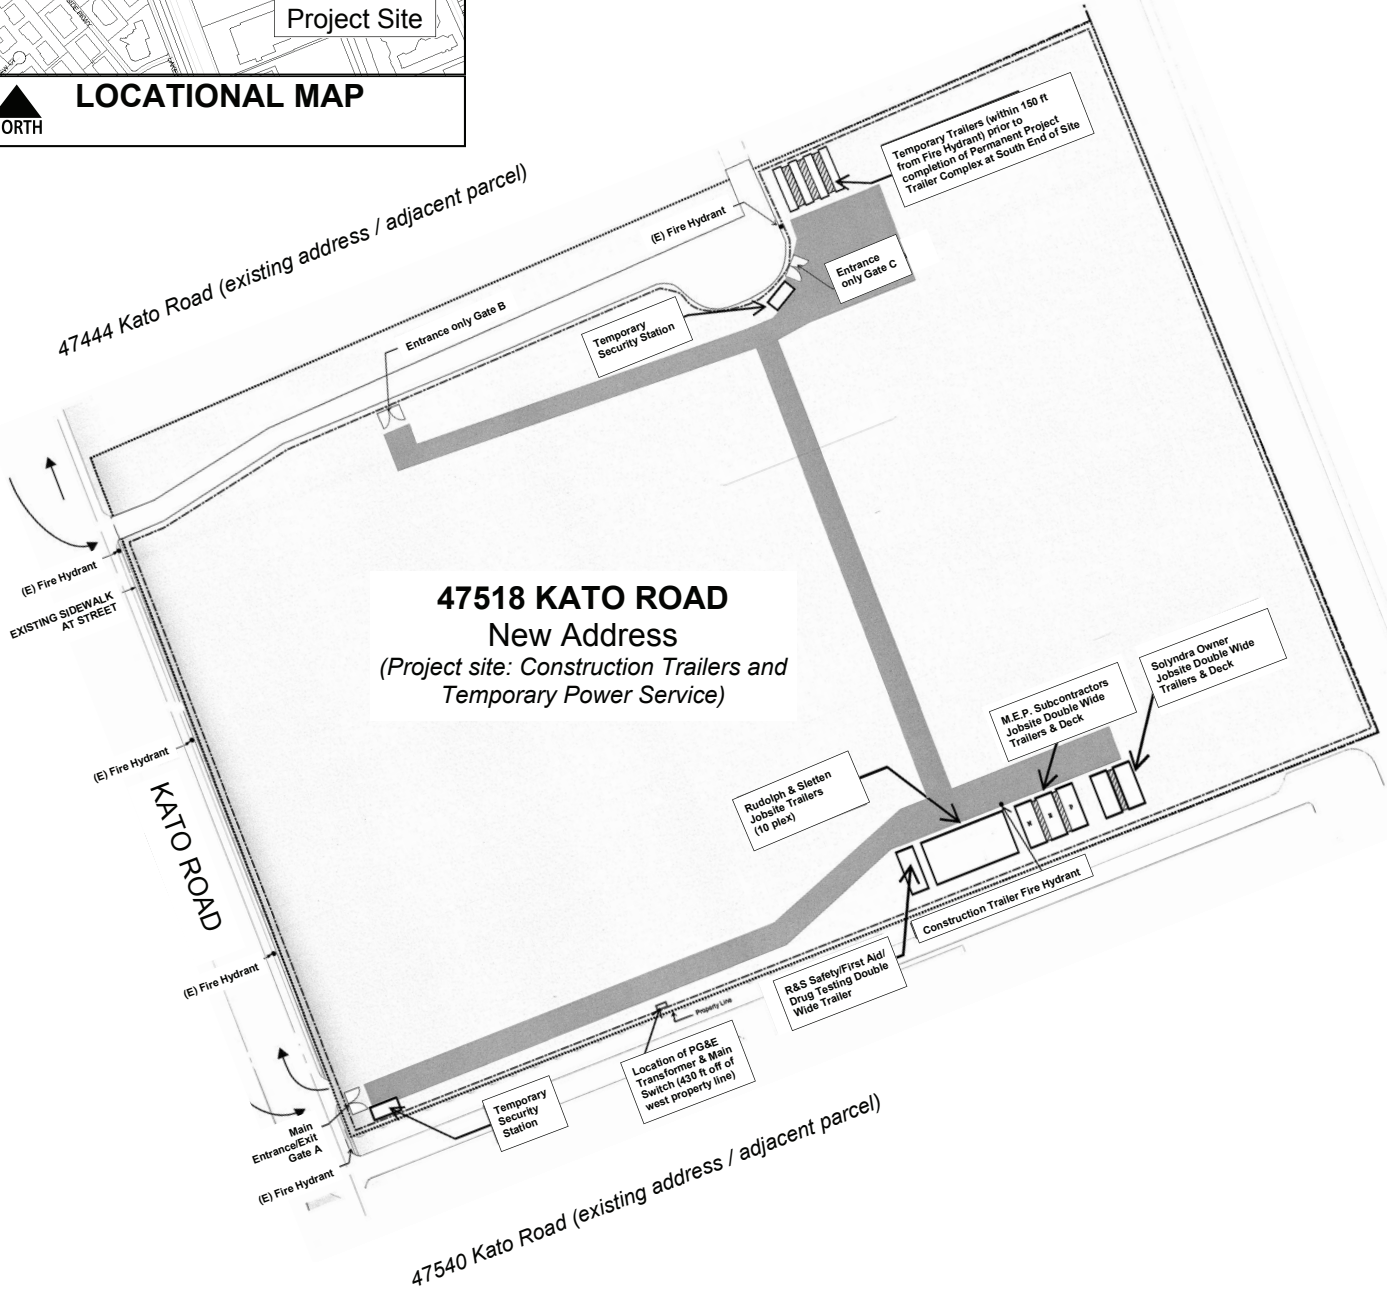 Project Site
LOCATIONAL MAP
ORTH
Temporary Trailers (within 150 ft
from Fire Hydrant) prior to
completion of Permanent Project
Trailer Complex at South End of Site
47444 Kato Road (existing address / adjacent parcel)
(E) Fire Hydrant
Entrance
only Gate C
Entrance only Gate B
Temporary
Security Station
(E) Fire Hydrant
EXISTING SIDEWALK
AT STREET
47518 KATO ROAD
New Address
(Project site: Construction Trailers and
Temporary Power Service)
Solyndra Owner
Jobsite Double Wide
Trailers & Deck
M.E.P. Subcontractors
Jobsite Double Wide
Trailers & Deck
(E) Fire Hydrant
KATO ROAD
Rudolph & Sletten
Jobsite Trailers
(10 plex)
Construction Trailer Fire Hydrant
(E) Fire Hydrant
R&S Safety/First Aid/
Drug Testing Double
Wide Trailer
Property Line
Location of PG&E
Transformer & Main
Switch (430 ft off of
west property line)
Temporary
Security
Station
Main
Entrance/Exit
Gate A
(E) Fire Hydrant
47540 Kato Road (existing address / adjacent parcel)